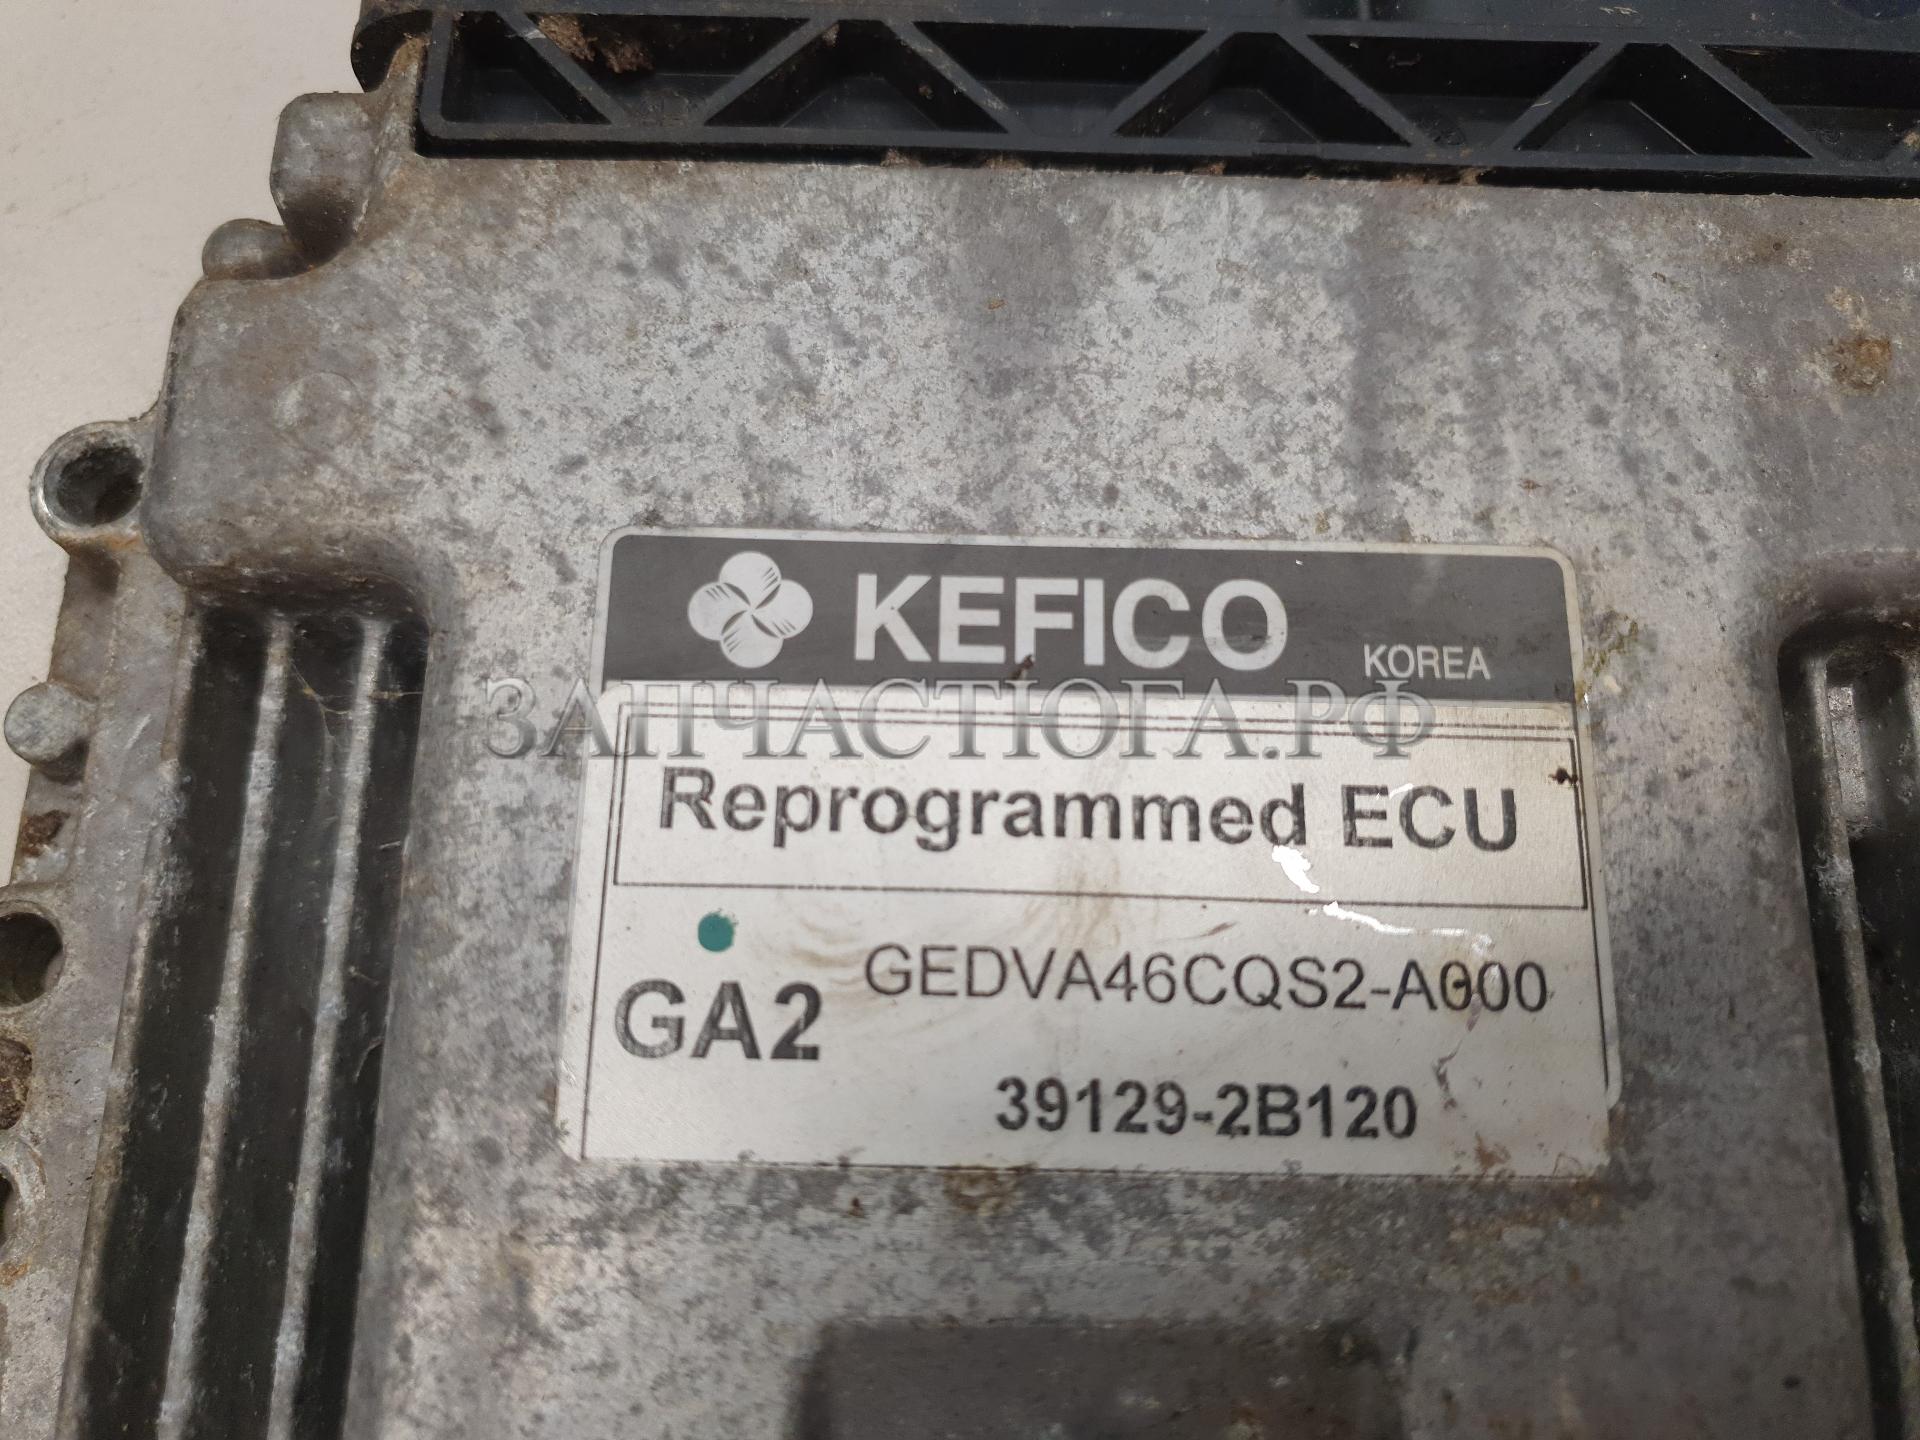 KEFICO KOREA
ЗАПЧАСТЮГА.РФ
Reprogrammed ECU
GEDVA46CQS2-A000
GA2
39129-2B120